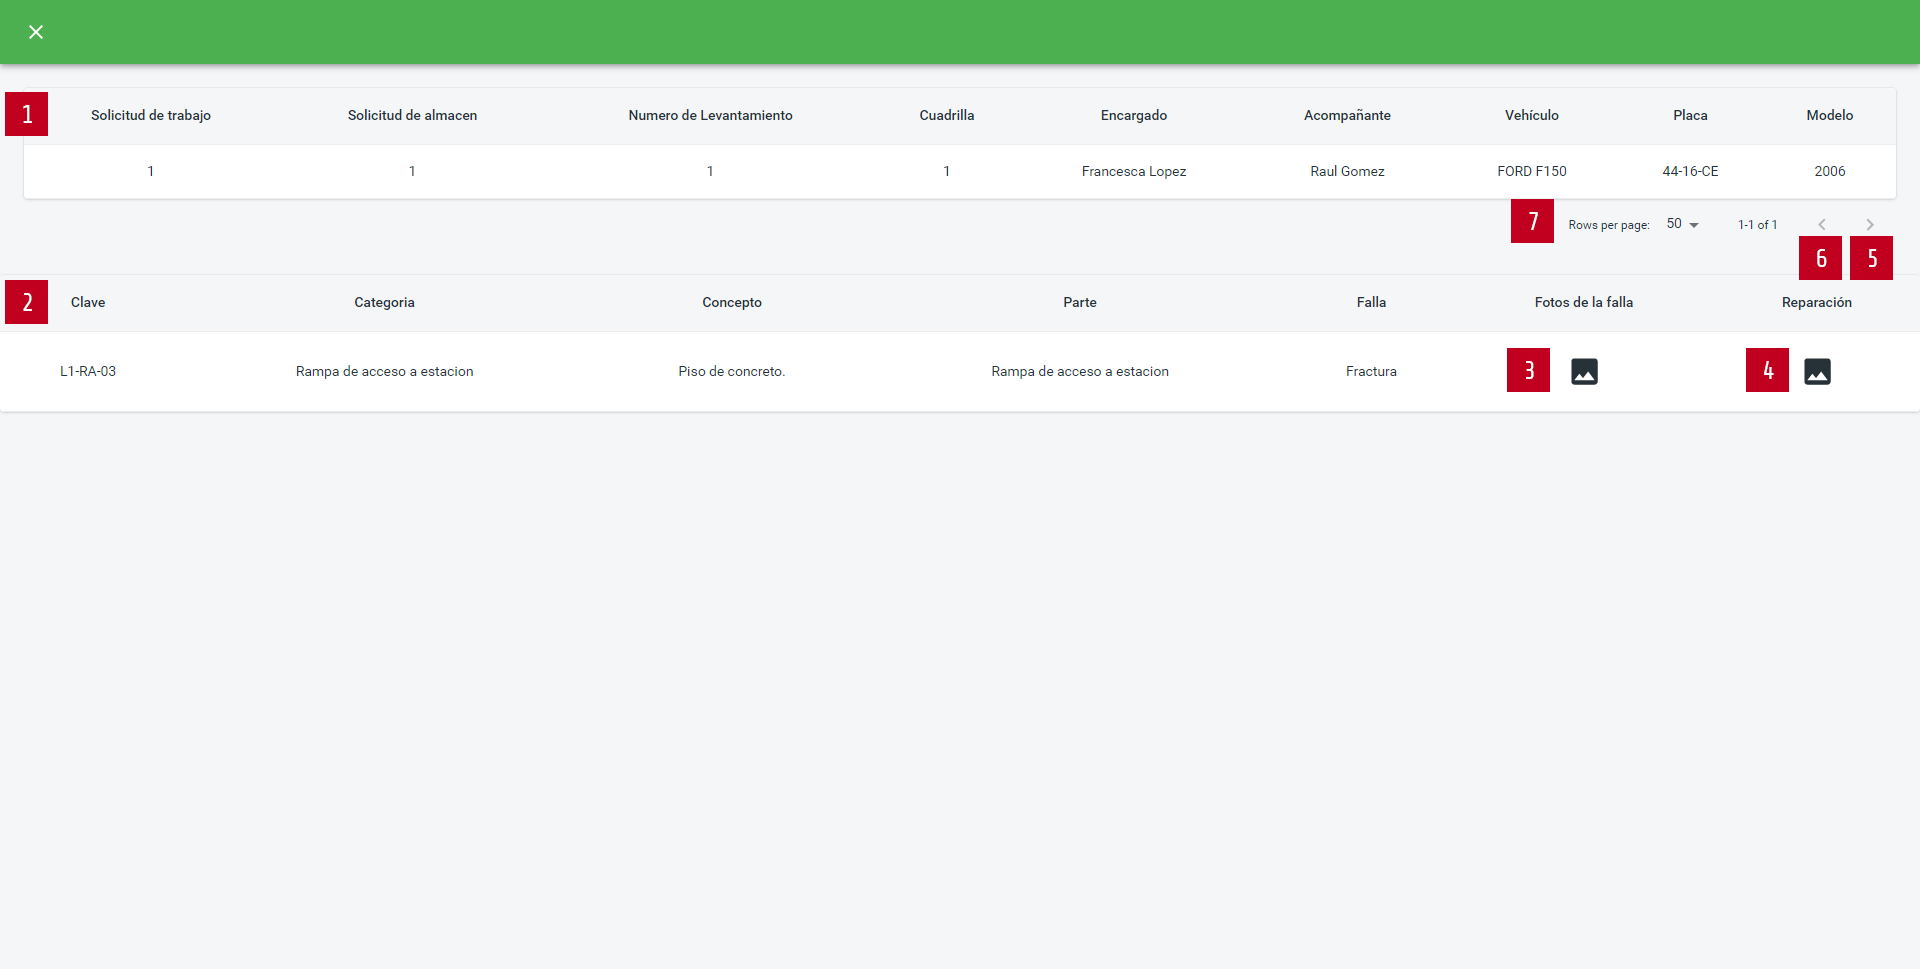 1 Solicitud de trabajo Solicitud de almacen Numero de Levantamiento Cuadrilla Encargado Acompañante Vehículo Placa Modelo
1 1 1 1 Francesca Lopez Raul Gomez FORD F150 44-16-CE 2006
7 Rows per page: 50 1-1 of 1
6 5
2 Clave Categoria Concepto Parte Falla Fotos de la falla Reparación
L1-RA-03 Rampa de acceso a estacion Piso de concreto. Rampa de acceso a estacion Fractura 3 4